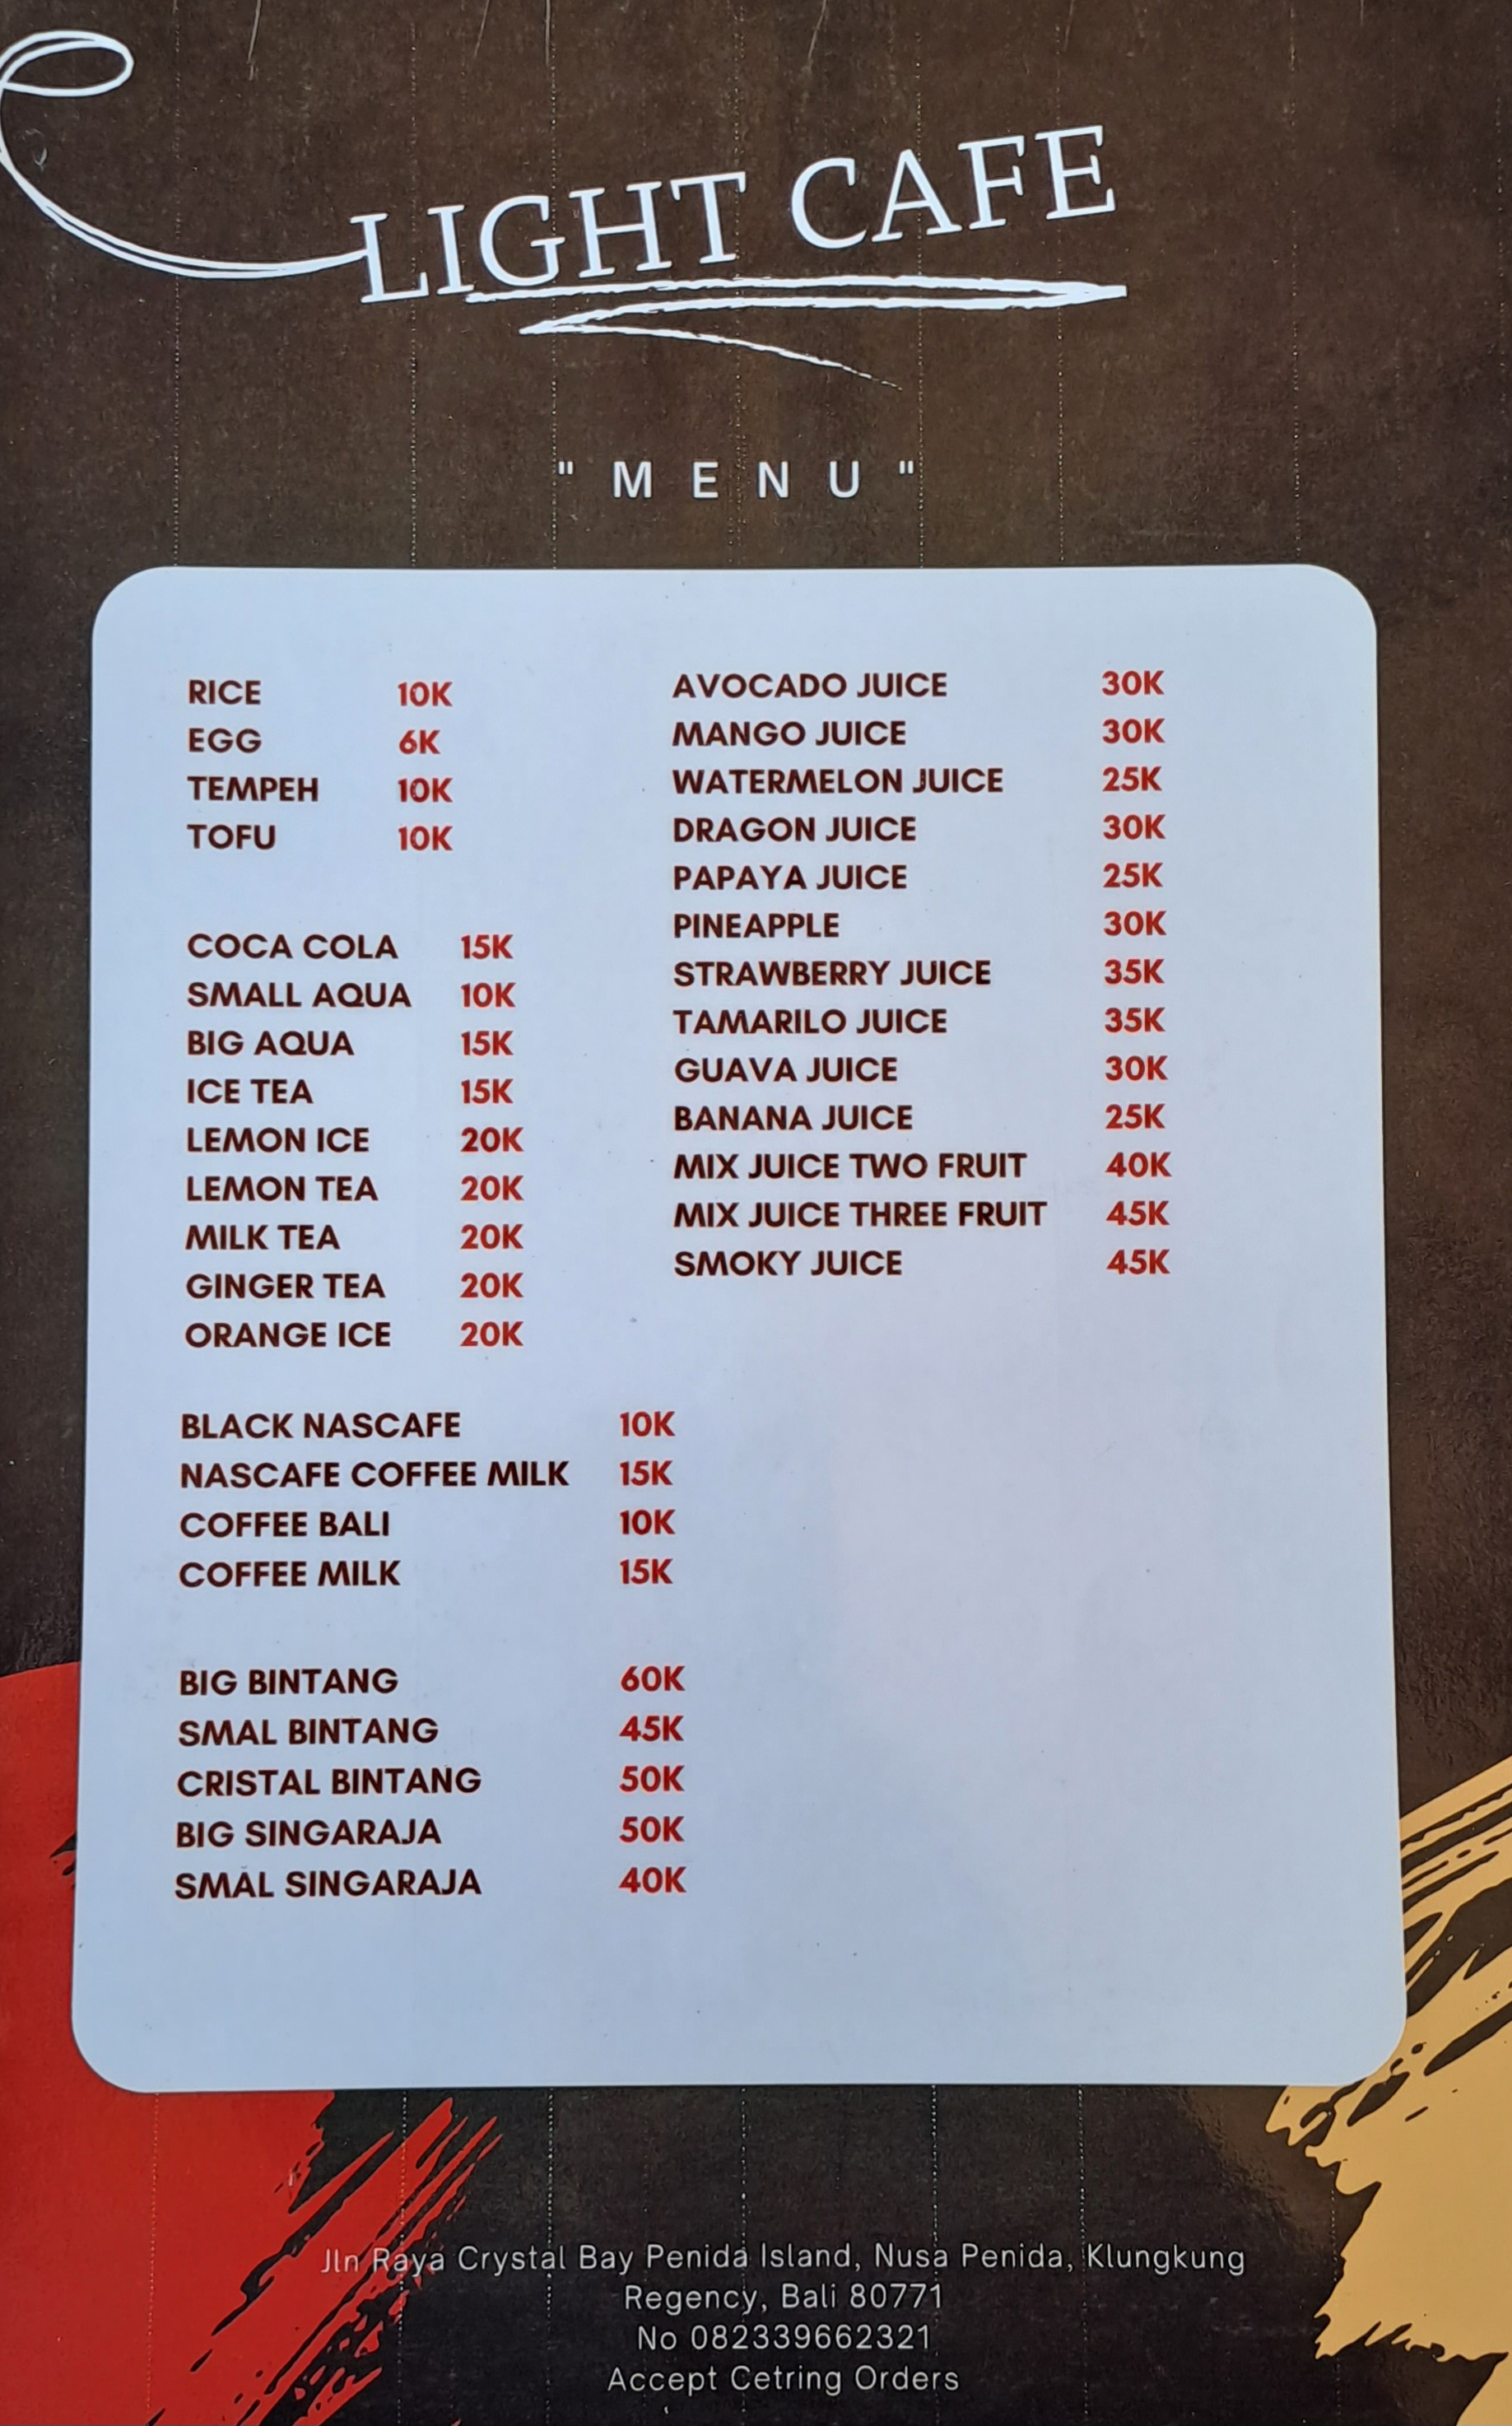 LIGHT CAFE
" M E N U "
RICE 10K
EGG 6K
TEMPEH 10K
TOFU 10K
COCA COLA 15K
SMALL AQUA 10K
BIG AQUA 15K
ICE TEA 15K
LEMON ICE 20K
LEMON TEA 20K
MILK TEA 20K
GINGER TEA 20K
ORANGE ICE 20K
BLACK NASCAFE 10K
NASCAFE COFFEE MILK 15K
COFFEE BALI 10K
COFFEE MILK 15K
BIG BINTANG 60K
SMAL BINTANG 45K
CRISTAL BINTANG 50K
BIG SINGARAJA 50K
SMAL SINGARAJA 40K
AVOCADO JUICE 30K
MANGO JUICE 30K
WATERMELON JUICE 25K
DRAGON JUICE 30K
PAPAYA JUICE 25K
PINEAPPLE 30K
STRAWBERRY JUICE 35K
TAMARILO JUICE 35K
GUAVA JUICE 30K
BANANA JUICE 25K
MIX JUICE TWO FRUIT 40K
MIX JUICE THREE FRUIT 45K
SMOKY JUICE 45K
Jln Raya Crystal Bay Penida Island, Nusa Penida, Klungkung
Regency, Bali 80771
No 082339662321
Accept Cetring Orders